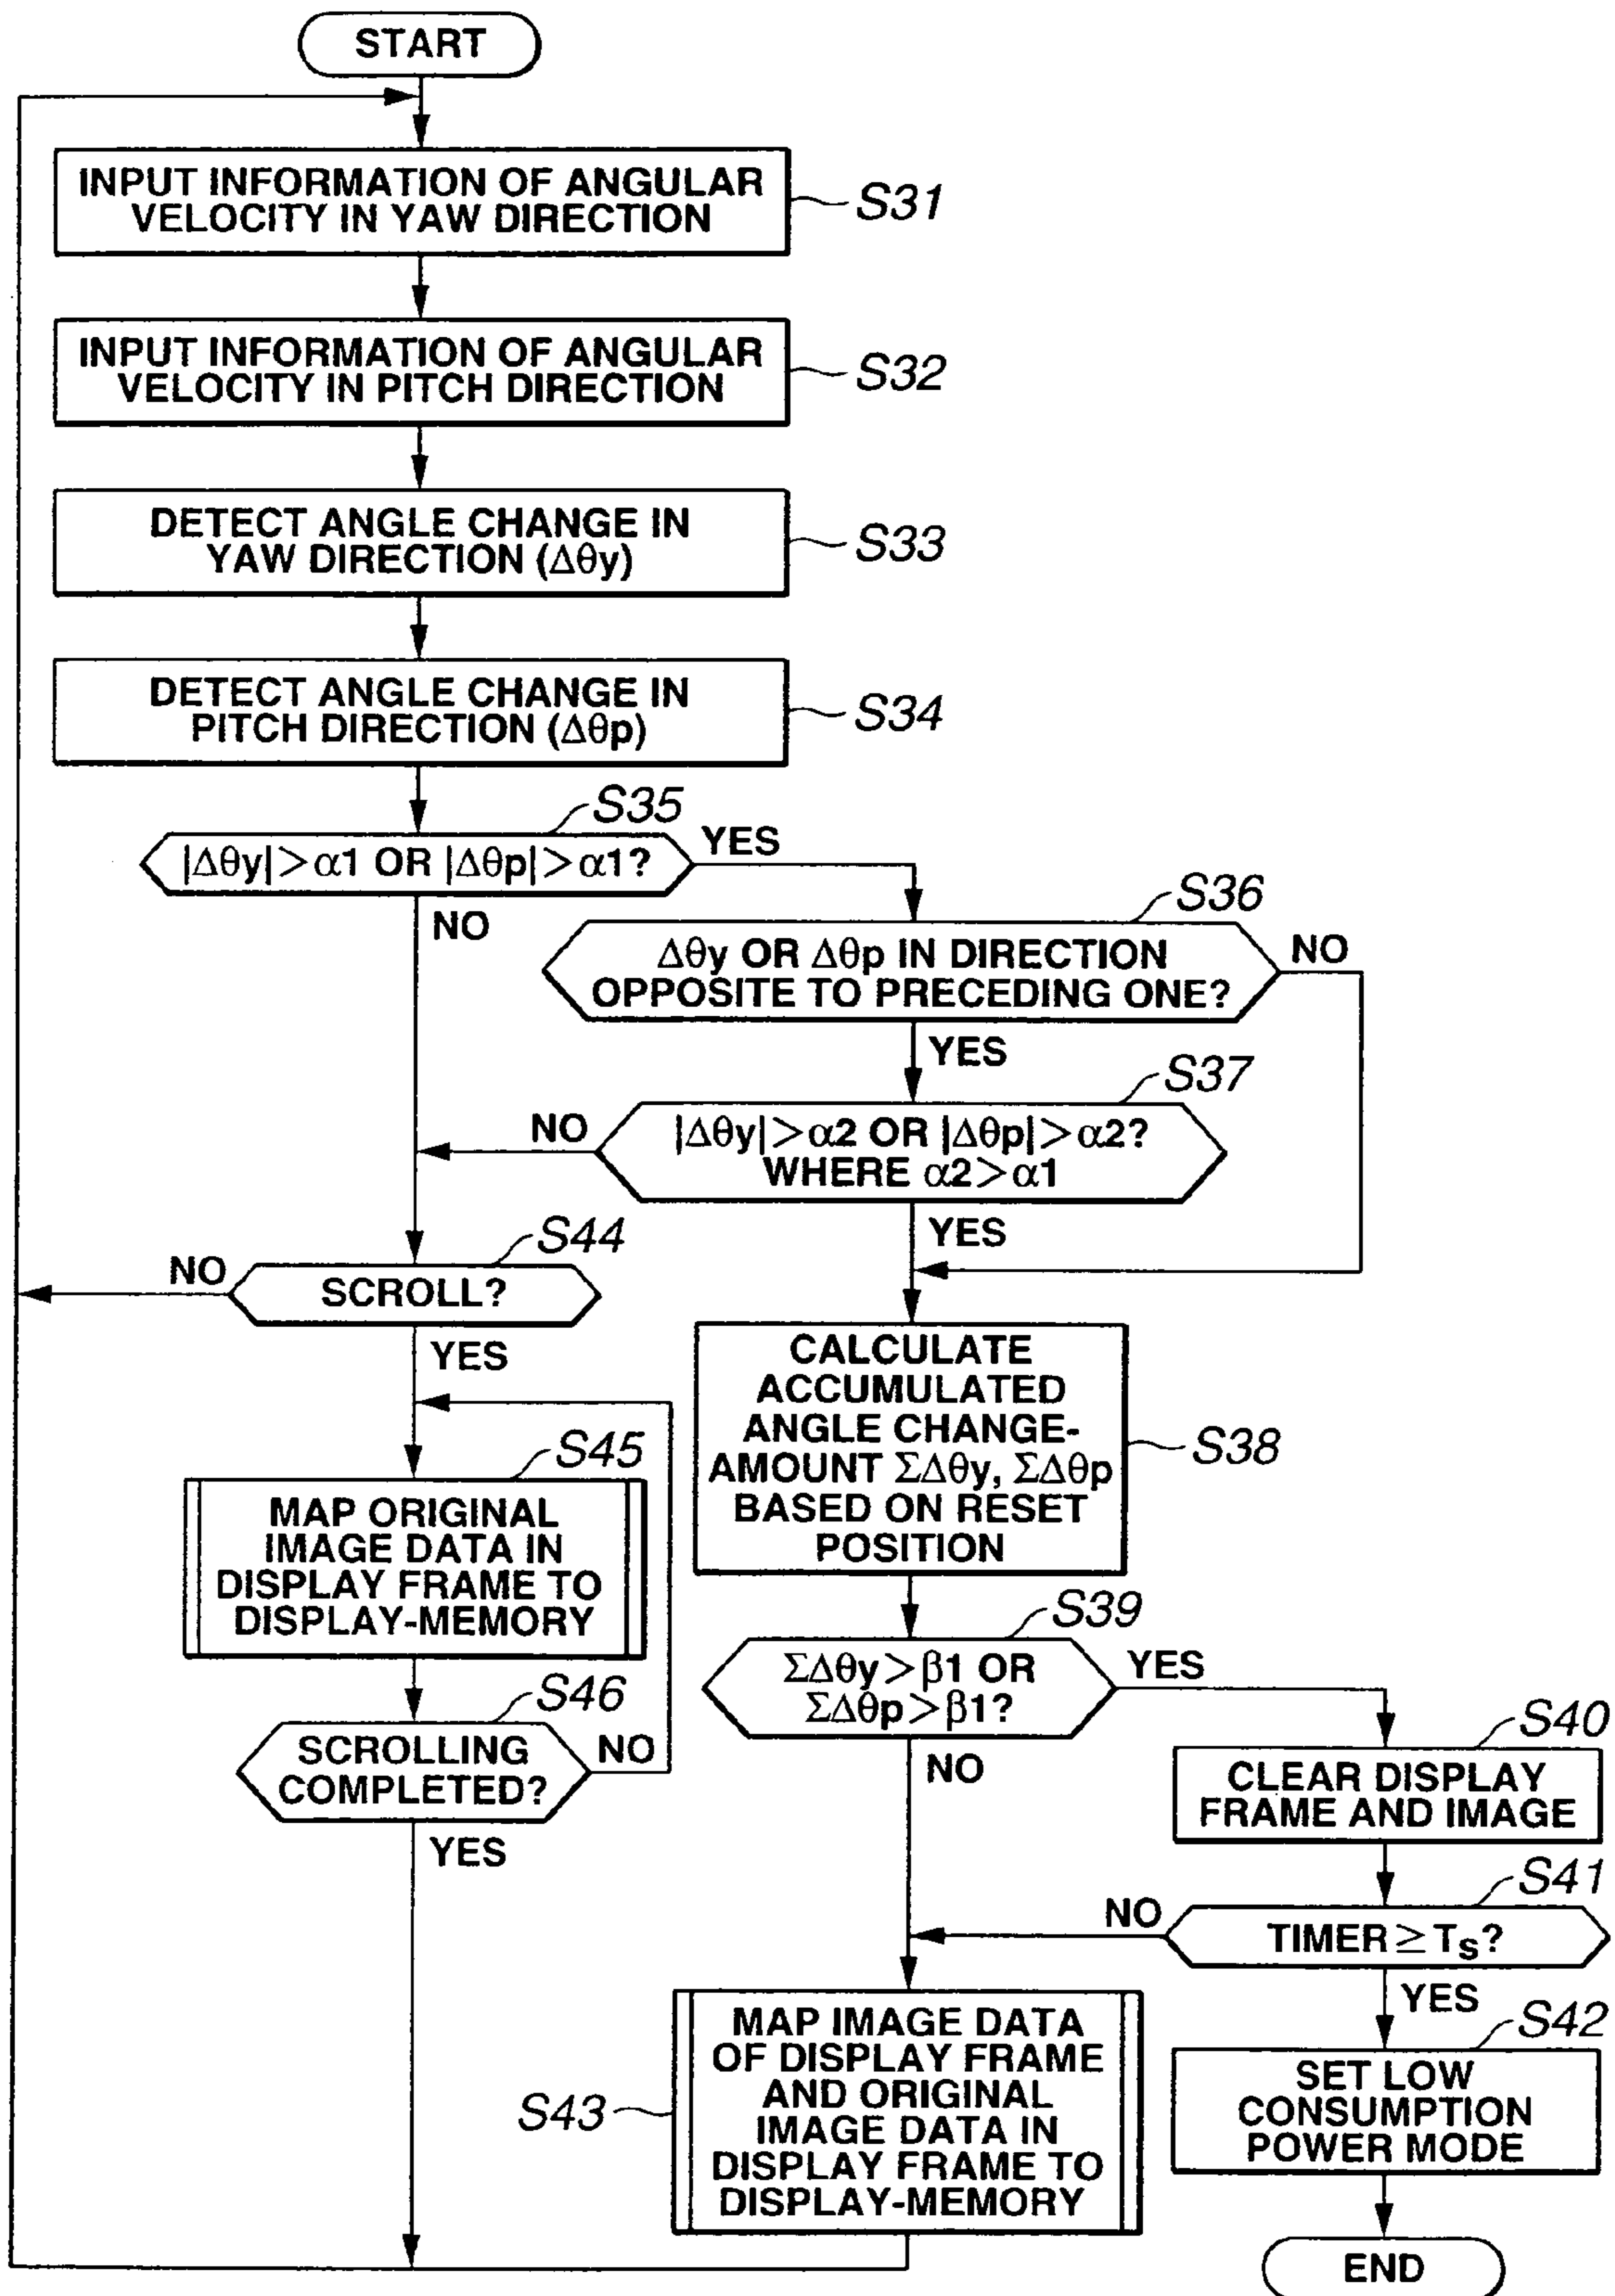 START
INPUT INFORMATION OF ANGULAR
VELOCITY IN YAW DIRECTION
S31
INPUT INFORMATION OF ANGULAR
VELOCITY IN PITCH DIRECTION
S32
DETECT ANGLE CHANGE IN
YAW DIRECTION (Δθy)
S33
DETECT ANGLE CHANGE IN
PITCH DIRECTION (Δθp)
S34
S35
|Δθy|>α1 OR |Δθp|>α1?
YES
NO
S36
Δθy OR Δθp IN DIRECTION
OPPOSITE TO PRECEDING ONE?
NO
YES
S37
|Δθy|>α2 OR |Δθp|>α2?
WHERE α2>α1
NO
YES
S44
SCROLL?
NO
YES
CALCULATE
ACCUMULATED
ANGLE CHANGE-
AMOUNT ΣΔθy, ΣΔθp
BASED ON RESET
POSITION
S38
S45
MAP ORIGINAL
IMAGE DATA IN
DISPLAY FRAME TO
DISPLAY-MEMORY
S46
SCROLLING
COMPLETED?
NO
YES
S39
ΣΔθy>β1 OR
ΣΔθp>β1?
YES
NO
S40
CLEAR DISPLAY
FRAME AND IMAGE
S41
TIMER≥Ts?
NO
YES
S42
SET LOW
CONSUMPTION
POWER MODE
S43
MAP IMAGE DATA
OF DISPLAY FRAME
AND ORIGINAL
IMAGE DATA IN
DISPLAY FRAME TO
DISPLAY-MEMORY
END